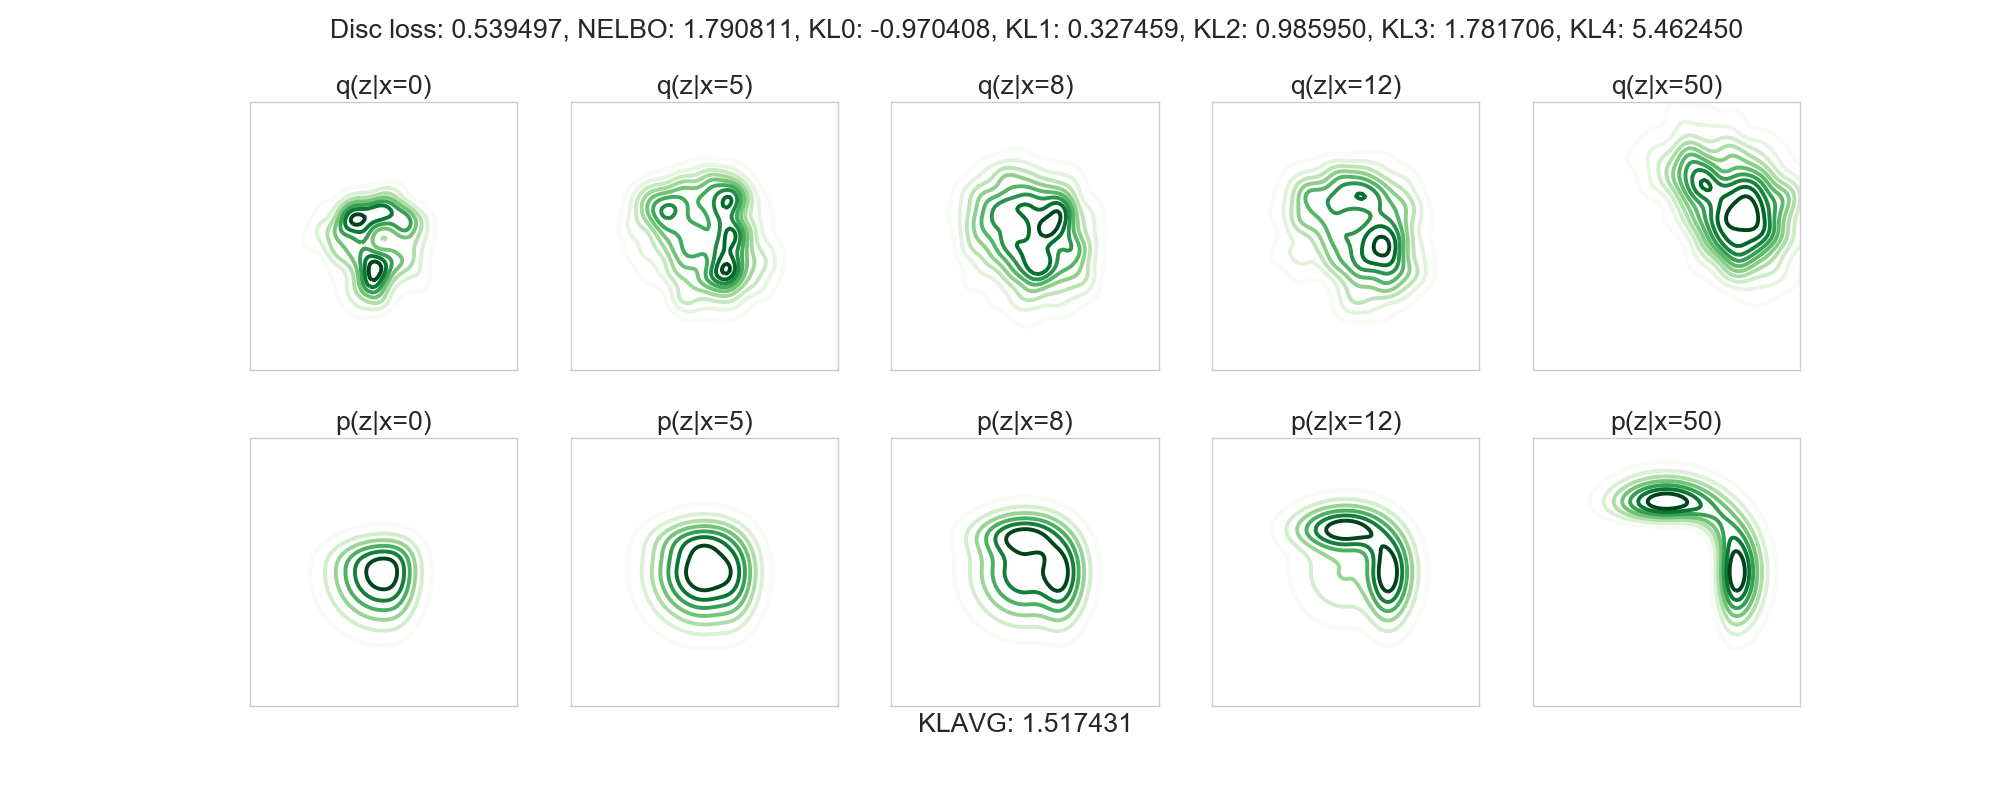 Disc loss: 0.539497, NELBO: 1.790811, KL0: -0.970408, KL1: 0.327459, KL2: 0.985950, KL3: 1.781706, KL4: 5.462450
q(z|x=0) q(z|x=5) q(z|x=8) q(z|x=12) q(z|x=50)
p(z|x=0) p(z|x=5) p(z|x=8) p(z|x=12) p(z|x=50)
KLAVG: 1.517431